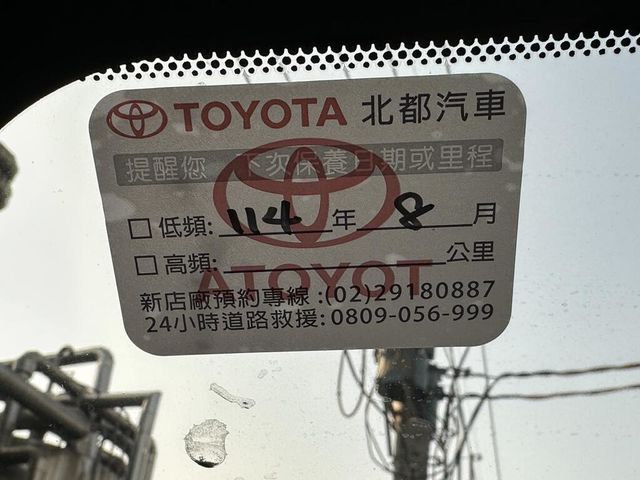 TOYOTA 北都汽車
提醒您 下次保養日期或里程
□ 低頻: 114 年 8 月
□ 高頻: 公里
ATOYOT
新店廠預約專線:(02)29180887
24小時道路救援:0809-056-999